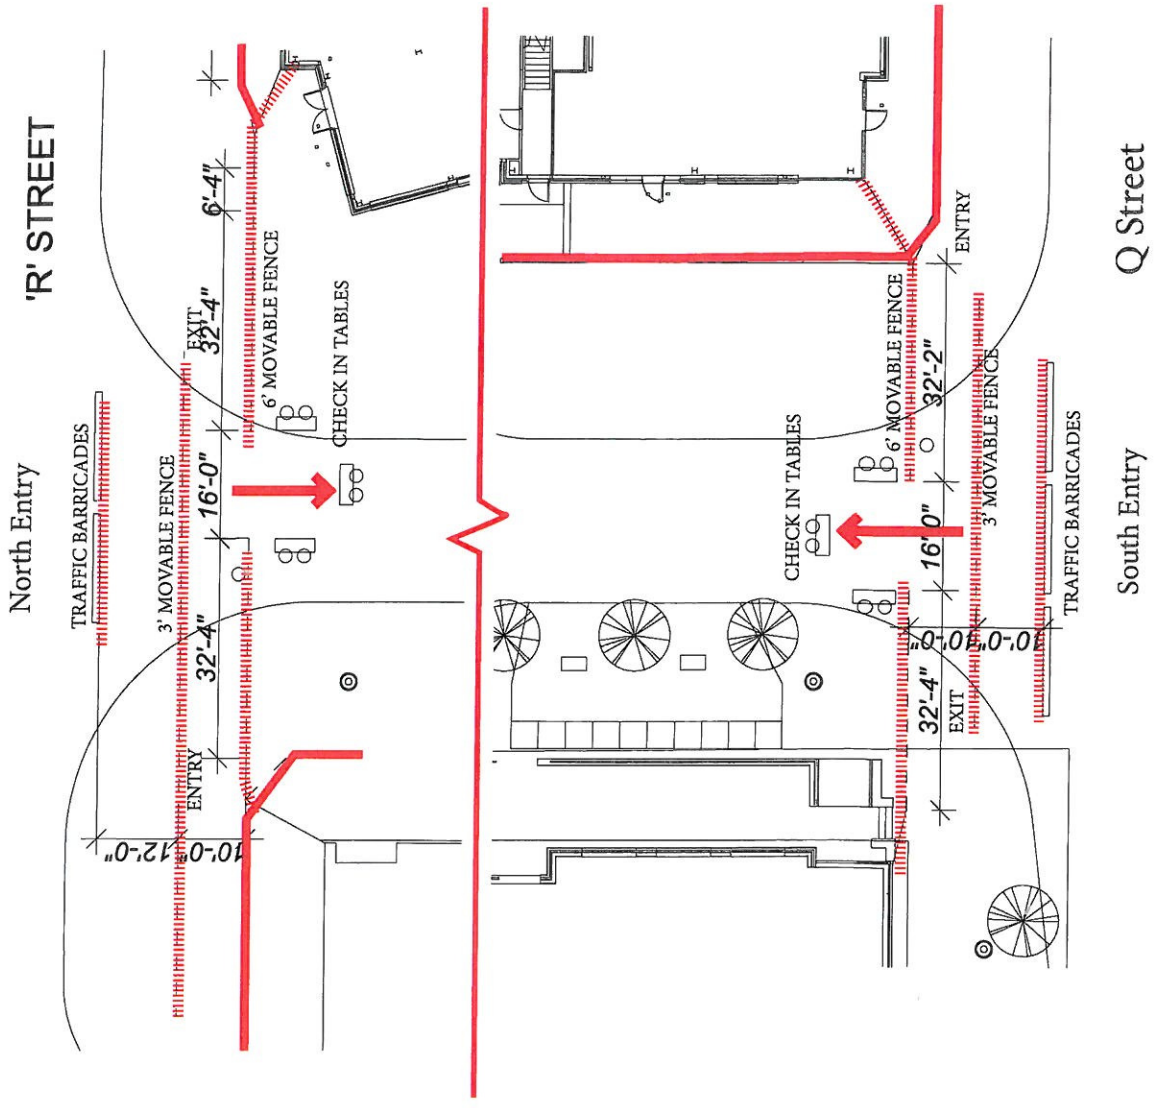 'R' STREET
North Entry
TRAFFIC BARRICADES
3' MOVABLE FENCE
6'-4"
32'-4"
EXIT
6' MOVABLE FENCE
CHECK IN TABLES
16'-0"
32'-4"
ENTRY
12'-0"
10'-0"
Q Street
South Entry
ENTRY
6' MOVABLE FENCE
32'-2"
3' MOVABLE FENCE
CHECK IN TABLES
16'0"
TRAFFIC BARRICADES
10'-0"
10'-0"
32'-4"
EXIT